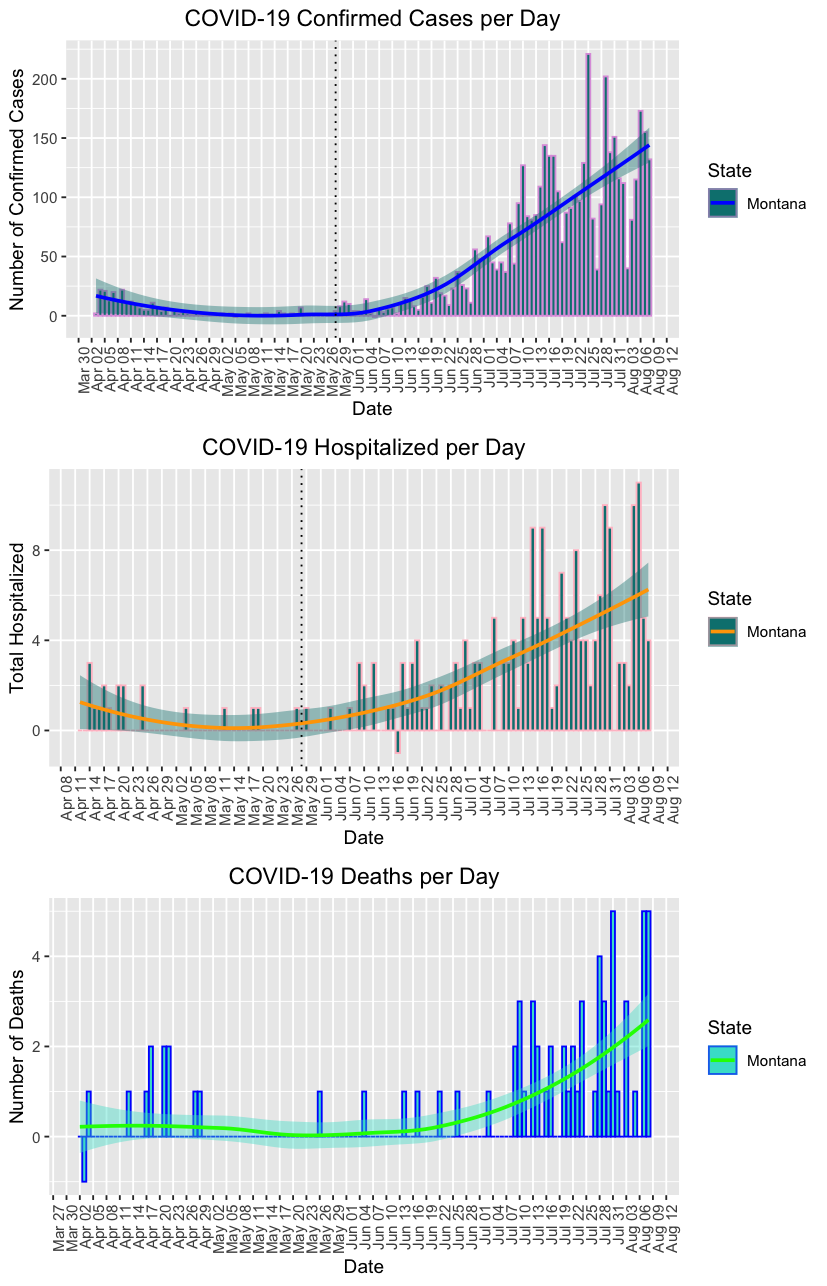 COVID-19 Confirmed Cases per Day
Number of Confirmed Cases
200
150
100
50
0
Mar 30 Apr 02 Apr 05 Apr 08 Apr 11 Apr 14 Apr 17 Apr 20 Apr 23 Apr 26 Apr 29 May 02 May 05 May 08 May 11 May 14 May 17 May 20 May 23 May 26 May 29 Jun 01 Jun 04 Jun 07 Jun 10 Jun 13 Jun 16 Jun 19 Jun 22 Jun 25 Jun 28 Jul 01 Jul 04 Jul 07 Jul 10 Jul 13 Jul 16 Jul 19 Jul 22 Jul 25 Jul 28 Jul 31 Aug 03 Aug 06 Aug 09 Aug 12
Date
State
Montana
COVID-19 Hospitalized per Day
Total Hospitalized
8
4
0
Apr 08 Apr 11 Apr 14 Apr 17 Apr 20 Apr 23 Apr 26 Apr 29 May 02 May 05 May 08 May 11 May 14 May 17 May 20 May 23 May 26 May 29 Jun 01 Jun 04 Jun 07 Jun 10 Jun 13 Jun 16 Jun 19 Jun 22 Jun 25 Jun 28 Jul 01 Jul 04 Jul 07 Jul 10 Jul 13 Jul 16 Jul 19 Jul 22 Jul 25 Jul 28 Jul 31 Aug 03 Aug 06 Aug 09 Aug 12
Date
State
Montana
COVID-19 Deaths per Day
Number of Deaths
4
2
0
Mar 27 Mar 30 Apr 02 Apr 05 Apr 08 Apr 11 Apr 14 Apr 17 Apr 20 Apr 23 Apr 26 Apr 29 May 02 May 05 May 08 May 11 May 14 May 17 May 20 May 23 May 26 May 29 Jun 01 Jun 04 Jun 07 Jun 10 Jun 13 Jun 16 Jun 19 Jun 22 Jun 25 Jun 28 Jul 01 Jul 04 Jul 07 Jul 10 Jul 13 Jul 16 Jul 19 Jul 22 Jul 25 Jul 28 Jul 31 Aug 03 Aug 06 Aug 09 Aug 12
Date
State
Montana